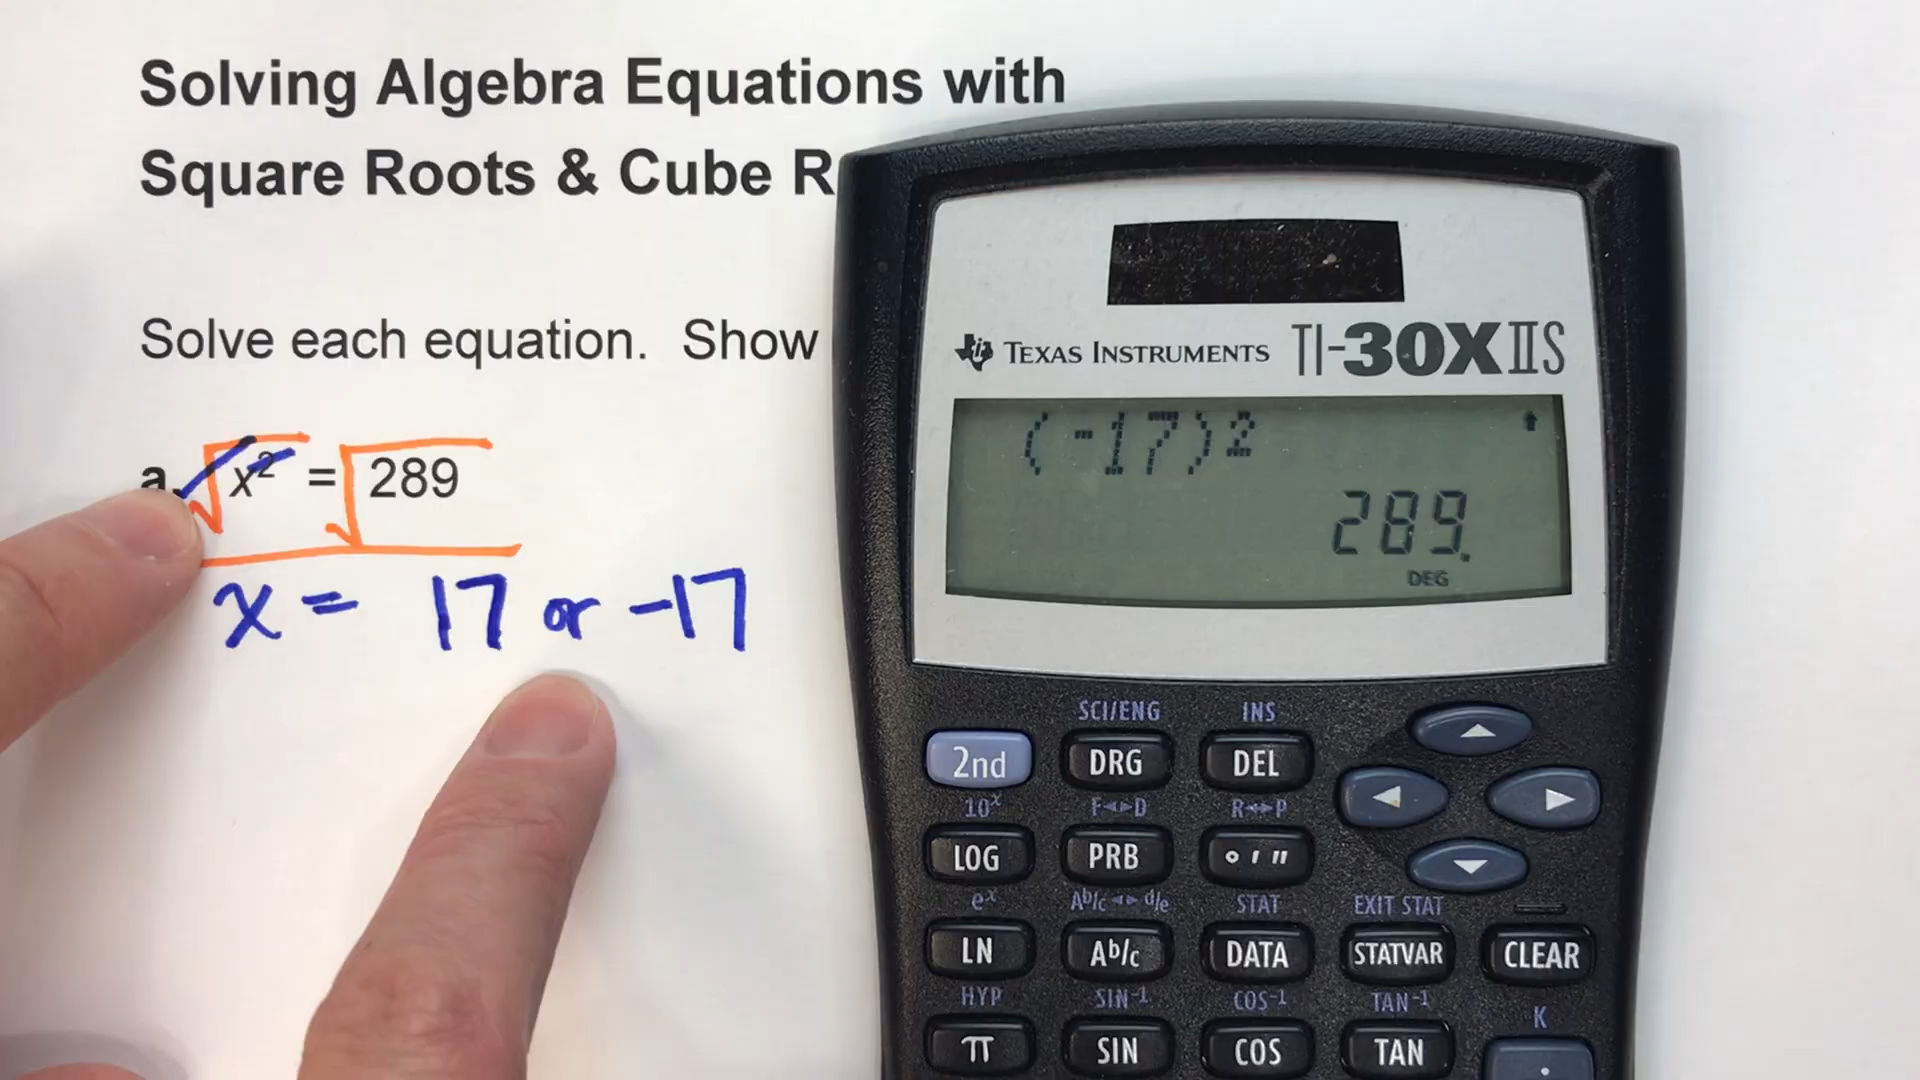 Solving Algebra Equations with
Square Roots & Cube R
Solve each equation. Show
a. √x² = √289
x = 17 or -17
TEXAS INSTRUMENTS TI-30X IIS
(-17)²
289.
DEG
SCI/ENG INS
2nd DRG DEL
10ˣ F◄►D R◄►P
LOG PRB ° ' "
eˣ Ab/c ◄► d/e STAT EXIT STAT
LN Ab/c DATA STATVAR CLEAR
HYP SIN⁻¹ COS⁻¹ TAN⁻¹ K
π SIN COS TAN